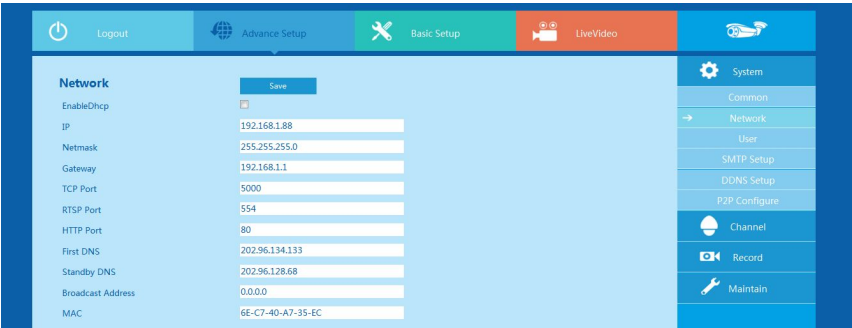 Logout
Advance Setup
Basic Setup
LiveVideo
Network
Save
EnableDhcp
IP 192.168.1.88
Netmask 255.255.255.0
Gateway 192.168.1.1
TCP Port 5000
RTSP Port 554
HTTP Port 80
First DNS 202.96.134.133
Standby DNS 202.96.128.68
Broadcast Address 0.0.0.0
MAC 6E-C7-40-A7-35-EC
System
Common
Network
User
SMTP Setup
DDNS Setup
P2P Configure
Channel
Record
Maintain